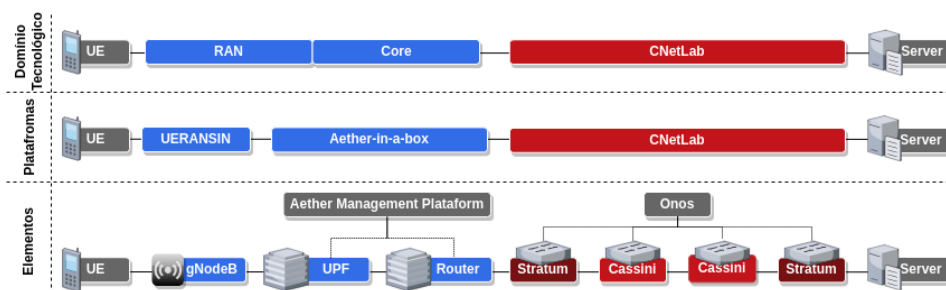 Domínio
Tecnológico
UE
RAN
Core
CNetLab
Server
Platafromas
UE
UERANSIN
Aether-in-a-box
CNetLab
Server
Elementos
Aether Management Plataform
Onos
UE
gNodeB
UPF
Router
Stratum
Cassini
Cassini
Stratum
Server